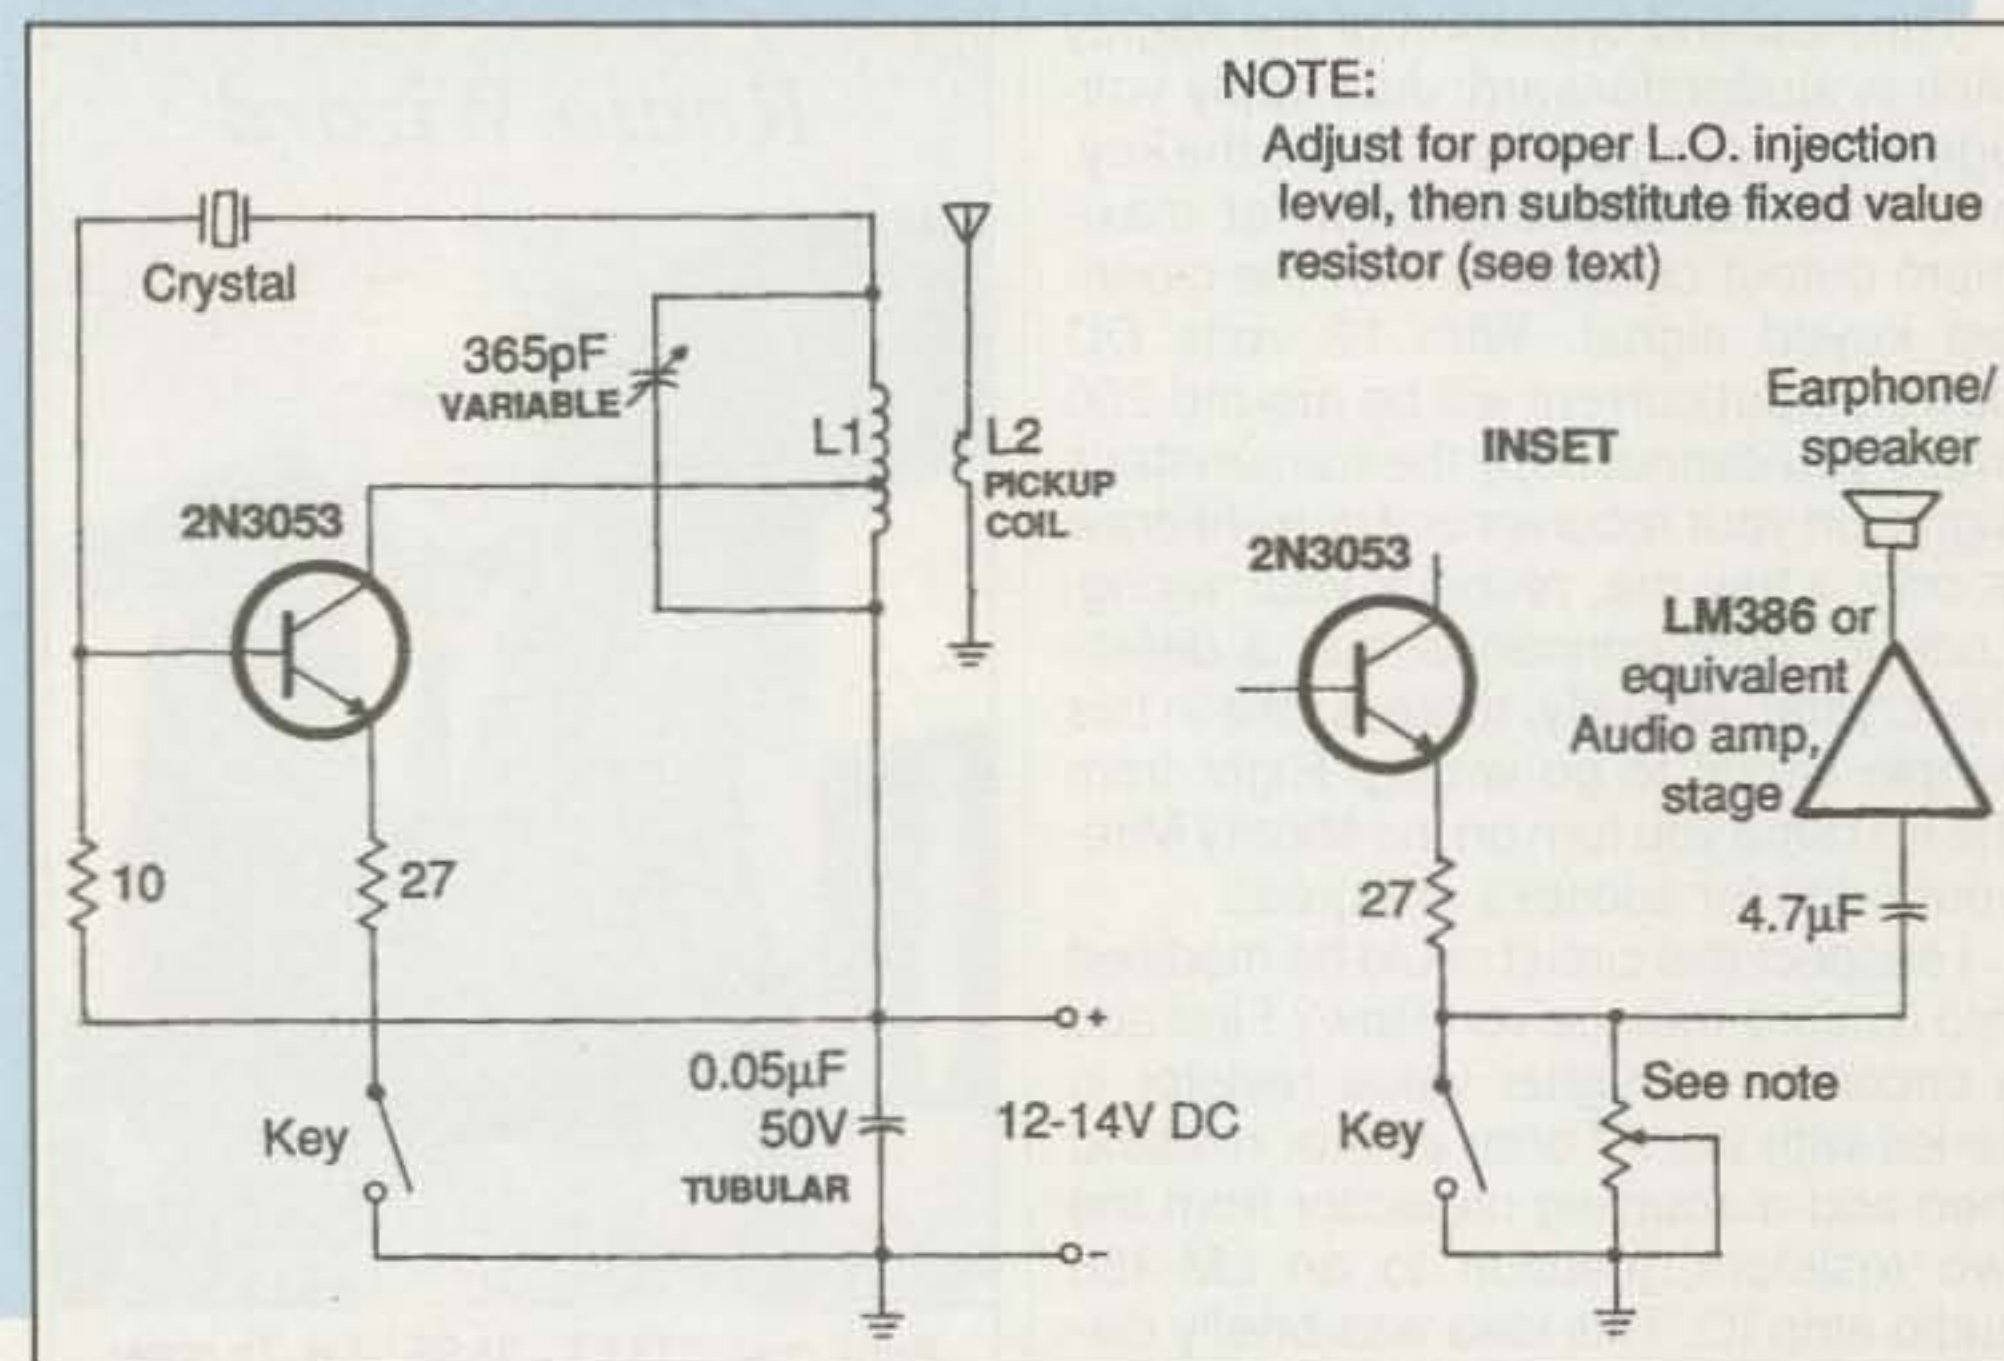 NOTE:
Adjust for proper L.O. injection
level, then substitute fixed value
resistor (see text)
Crystal
365pF
VARIABLE
L1
L2
PICKUP
COIL
2N3053
10
27
Key
0.05µF
50V
TUBULAR
+
12-14V DC
-
INSET
Earphone/
speaker
2N3053
LM386 or
equivalent
Audio amp,
stage
27
4.7µF
See note
Key